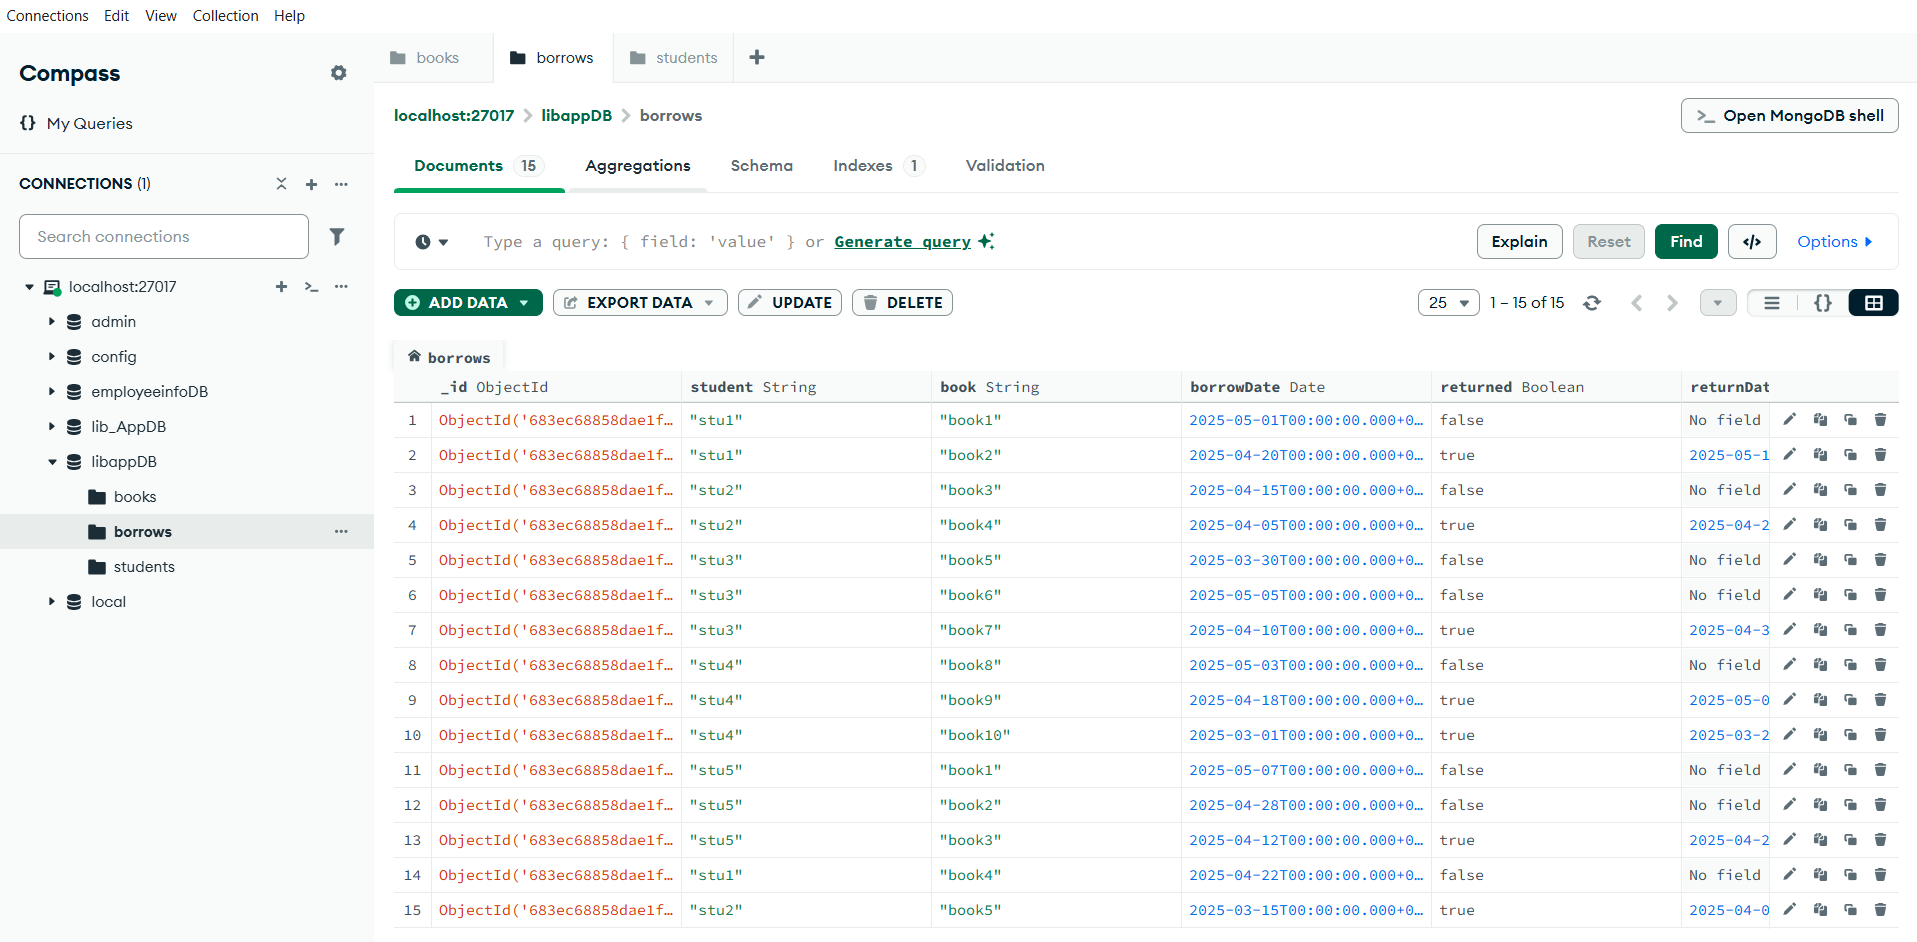 Connections Edit View Collection Help
Compass
{} My Queries
CONNECTIONS (1)
Search connections
localhost:27017
admin
config
employeeinfoDB
lib_AppDB
libappDB
books
borrows
students
local
books borrows students
localhost:27017 > libappDB > borrows
>_ Open MongoDB shell
Documents 15 Aggregations Schema Indexes 1 Validation
Type a query: { field: 'value' } or Generate query
Explain Reset Find </> Options
ADD DATA EXPORT DATA UPDATE DELETE
25 1 – 15 of 15 {}
borrows
_id ObjectId student String book String borrowDate Date returned Boolean returnDat
1 ObjectId('683ec68858dae1f… "stu1" "book1" 2025-05-01T00:00:00.000+0… false No field
2 ObjectId('683ec68858dae1f… "stu1" "book2" 2025-04-20T00:00:00.000+0… true 2025-05-1
3 ObjectId('683ec68858dae1f… "stu2" "book3" 2025-04-15T00:00:00.000+0… false No field
4 ObjectId('683ec68858dae1f… "stu2" "book4" 2025-04-05T00:00:00.000+0… true 2025-04-2
5 ObjectId('683ec68858dae1f… "stu3" "book5" 2025-03-30T00:00:00.000+0… false No field
6 ObjectId('683ec68858dae1f… "stu3" "book6" 2025-05-05T00:00:00.000+0… false No field
7 ObjectId('683ec68858dae1f… "stu3" "book7" 2025-04-10T00:00:00.000+0… true 2025-04-3
8 ObjectId('683ec68858dae1f… "stu4" "book8" 2025-05-03T00:00:00.000+0… false No field
9 ObjectId('683ec68858dae1f… "stu4" "book9" 2025-04-18T00:00:00.000+0… true 2025-05-0
10 ObjectId('683ec68858dae1f… "stu4" "book10" 2025-03-01T00:00:00.000+0… true 2025-03-2
11 ObjectId('683ec68858dae1f… "stu5" "book1" 2025-05-07T00:00:00.000+0… false No field
12 ObjectId('683ec68858dae1f… "stu5" "book2" 2025-04-28T00:00:00.000+0… false No field
13 ObjectId('683ec68858dae1f… "stu5" "book3" 2025-04-12T00:00:00.000+0… true 2025-04-2
14 ObjectId('683ec68858dae1f… "stu1" "book4" 2025-04-22T00:00:00.000+0… false No field
15 ObjectId('683ec68858dae1f… "stu2" "book5" 2025-03-15T00:00:00.000+0… true 2025-04-0